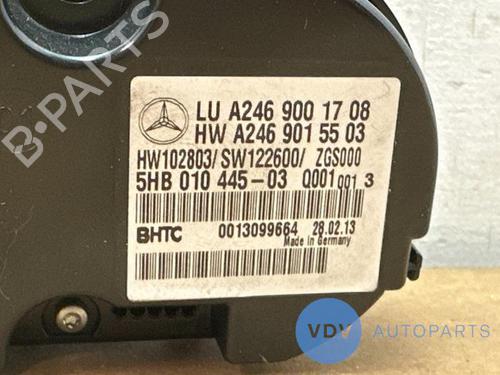 B-PARTS
LU A246 900 17 08
HW A246 901 55 03
HW102803/SW122600/ ZGS000
5HB 010 445-03 Q001 001 3
BHTC 0013099664 28.02.13
Made in Germany
VDV AUTOPARTS